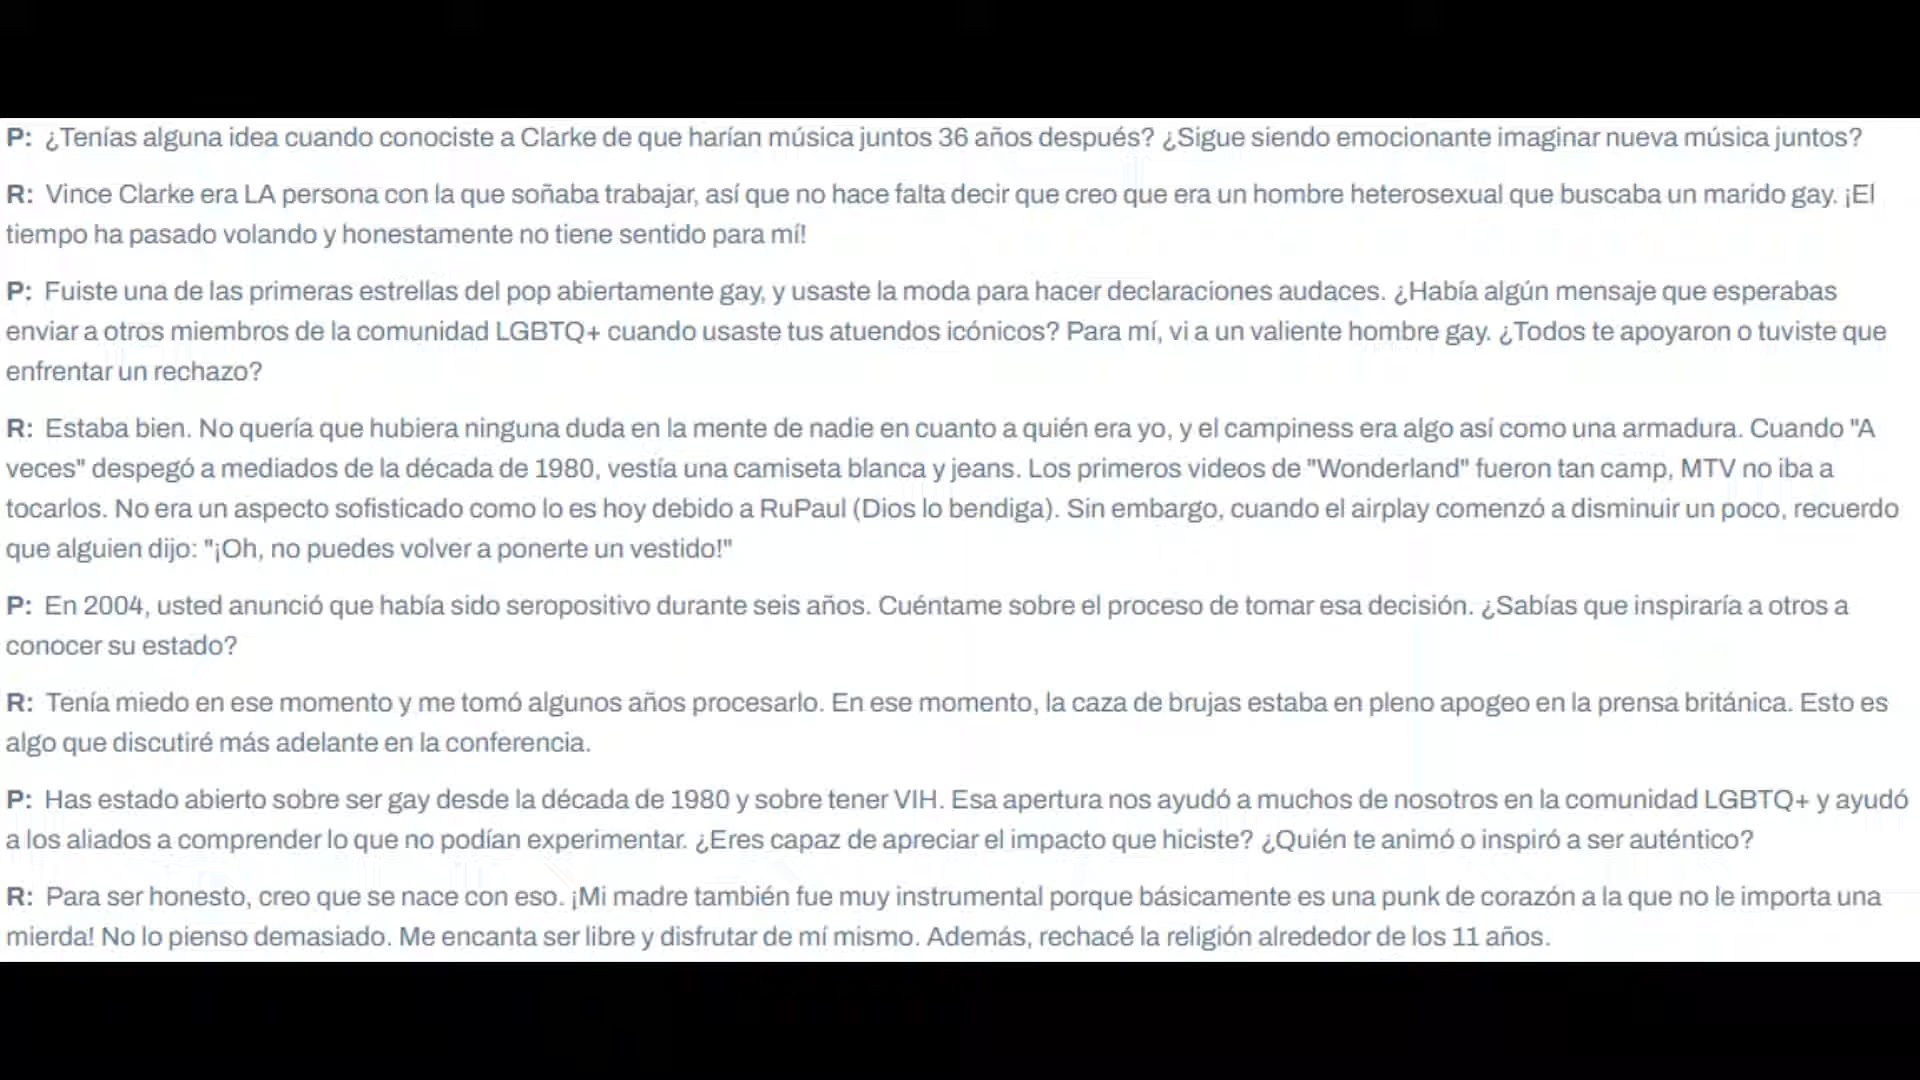 P: ¿Tenías alguna idea cuando conociste a Clarke de que harían música juntos 36 años después? ¿Sigue siendo emocionante imaginar nueva música juntos?
R: Vince Clarke era LA persona con la que soñaba trabajar, así que no hace falta decir que creo que era un hombre heterosexual que buscaba un marido gay. ¡El
tiempo ha pasado volando y honestamente no tiene sentido para mí!
P: Fuiste una de las primeras estrellas del pop abiertamente gay, y usaste la moda para hacer declaraciones audaces. ¿Había algún mensaje que esperabas
enviar a otros miembros de la comunidad LGBTQ+ cuando usaste tus atuendos icónicos? Para mí, vi a un valiente hombre gay. ¿Todos te apoyaron o tuviste que
enfrentar un rechazo?
R: Estaba bien. No quería que hubiera ninguna duda en la mente de nadie en cuanto a quién era yo, y el campiness era algo así como una armadura. Cuando "A
veces" despegó a mediados de la década de 1980, vestía una camiseta blanca y jeans. Los primeros videos de "Wonderland" fueron tan camp, MTV no iba a
tocarlos. No era un aspecto sofisticado como lo es hoy debido a RuPaul (Dios lo bendiga). Sin embargo, cuando el airplay comenzó a disminuir un poco, recuerdo
que alguien dijo: "¡Oh, no puedes volver a ponerte un vestido!"
P: En 2004, usted anunció que había sido seropositivo durante seis años. Cuéntame sobre el proceso de tomar esa decisión. ¿Sabías que inspiraría a otros a
conocer su estado?
R: Tenía miedo en ese momento y me tomó algunos años procesarlo. En ese momento, la caza de brujas estaba en pleno apogeo en la prensa británica. Esto es
algo que discutiré más adelante en la conferencia.
P: Has estado abierto sobre ser gay desde la década de 1980 y sobre tener VIH. Esa apertura nos ayudó a muchos de nosotros en la comunidad LGBTQ+ y ayudó
a los aliados a comprender lo que no podían experimentar. ¿Eres capaz de apreciar el impacto que hiciste? ¿Quién te animó o inspiró a ser auténtico?
R: Para ser honesto, creo que se nace con eso. ¡Mi madre también fue muy instrumental porque básicamente es una punk de corazón a la que no le importa una
mierda! No lo pienso demasiado. Me encanta ser libre y disfrutar de mí mismo. Además, rechacé la religión alrededor de los 11 años.